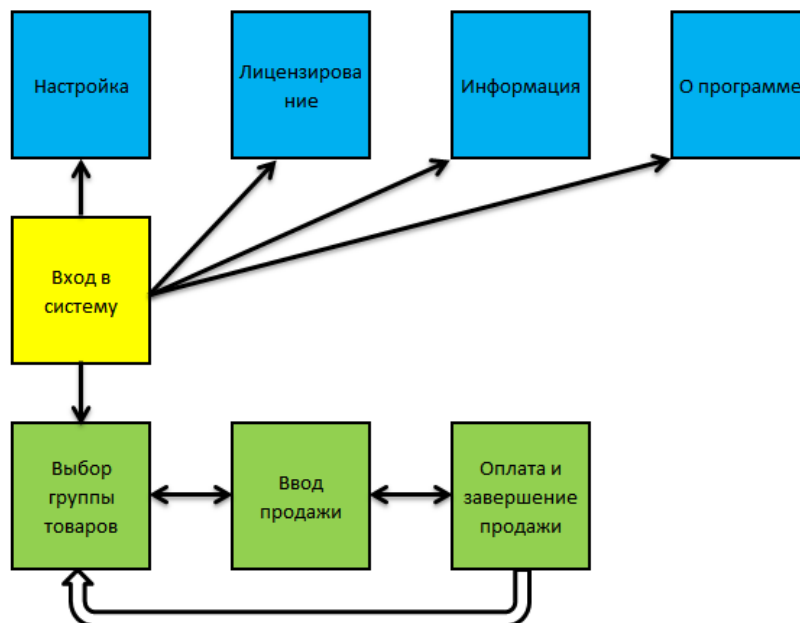 Настройка
Лицензирова
ние
Информация
О программе
Вход в
систему
Выбор
группы
товаров
Ввод
продажи
Оплата и
завершение
продажи